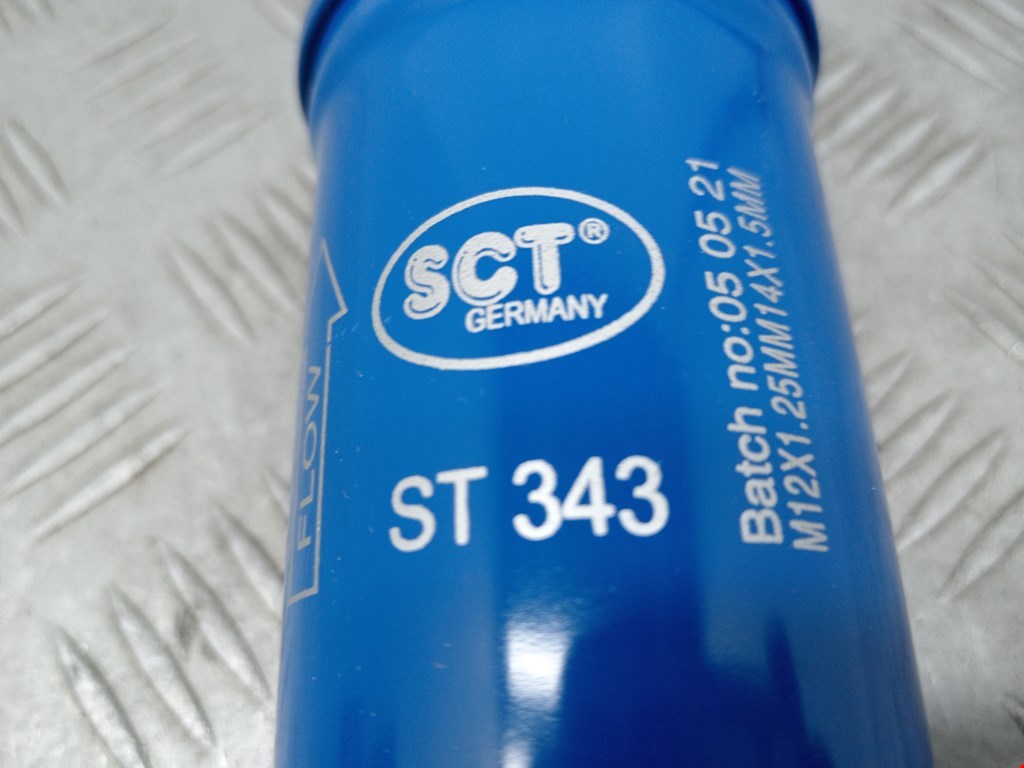 SCT®
GERMANY
ST 343
FLOW
Batch no:05 05 21
M12X1.25MM14X1.5MM